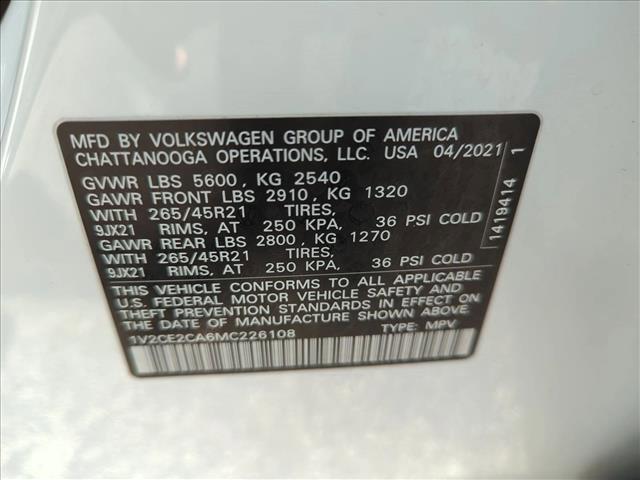 MFD BY VOLKSWAGEN GROUP OF AMERICA
CHATTANOOGA OPERATIONS, LLC. USA 04/2021
GVWR LBS 5600, KG 2540
GAWR FRONT LBS 2910, KG 1320
WITH 265/45R21 TIRES,
9JX21 RIMS, AT 250 KPA, 36 PSI COLD
GAWR REAR LBS 2800, KG 1270
WITH 265/45R21 TIRES,
9JX21 RIMS, AT 250 KPA, 36 PSI COLD
THIS VEHICLE CONFORMS TO ALL APPLICABLE
U.S. FEDERAL MOTOR VEHICLE SAFETY AND
THEFT PREVENTION STANDARDS IN EFFECT ON
THE DATE OF MANUFACTURE SHOWN ABOVE.
1V2CE2CA6MC226108 TYPE: MPV
1419414 1